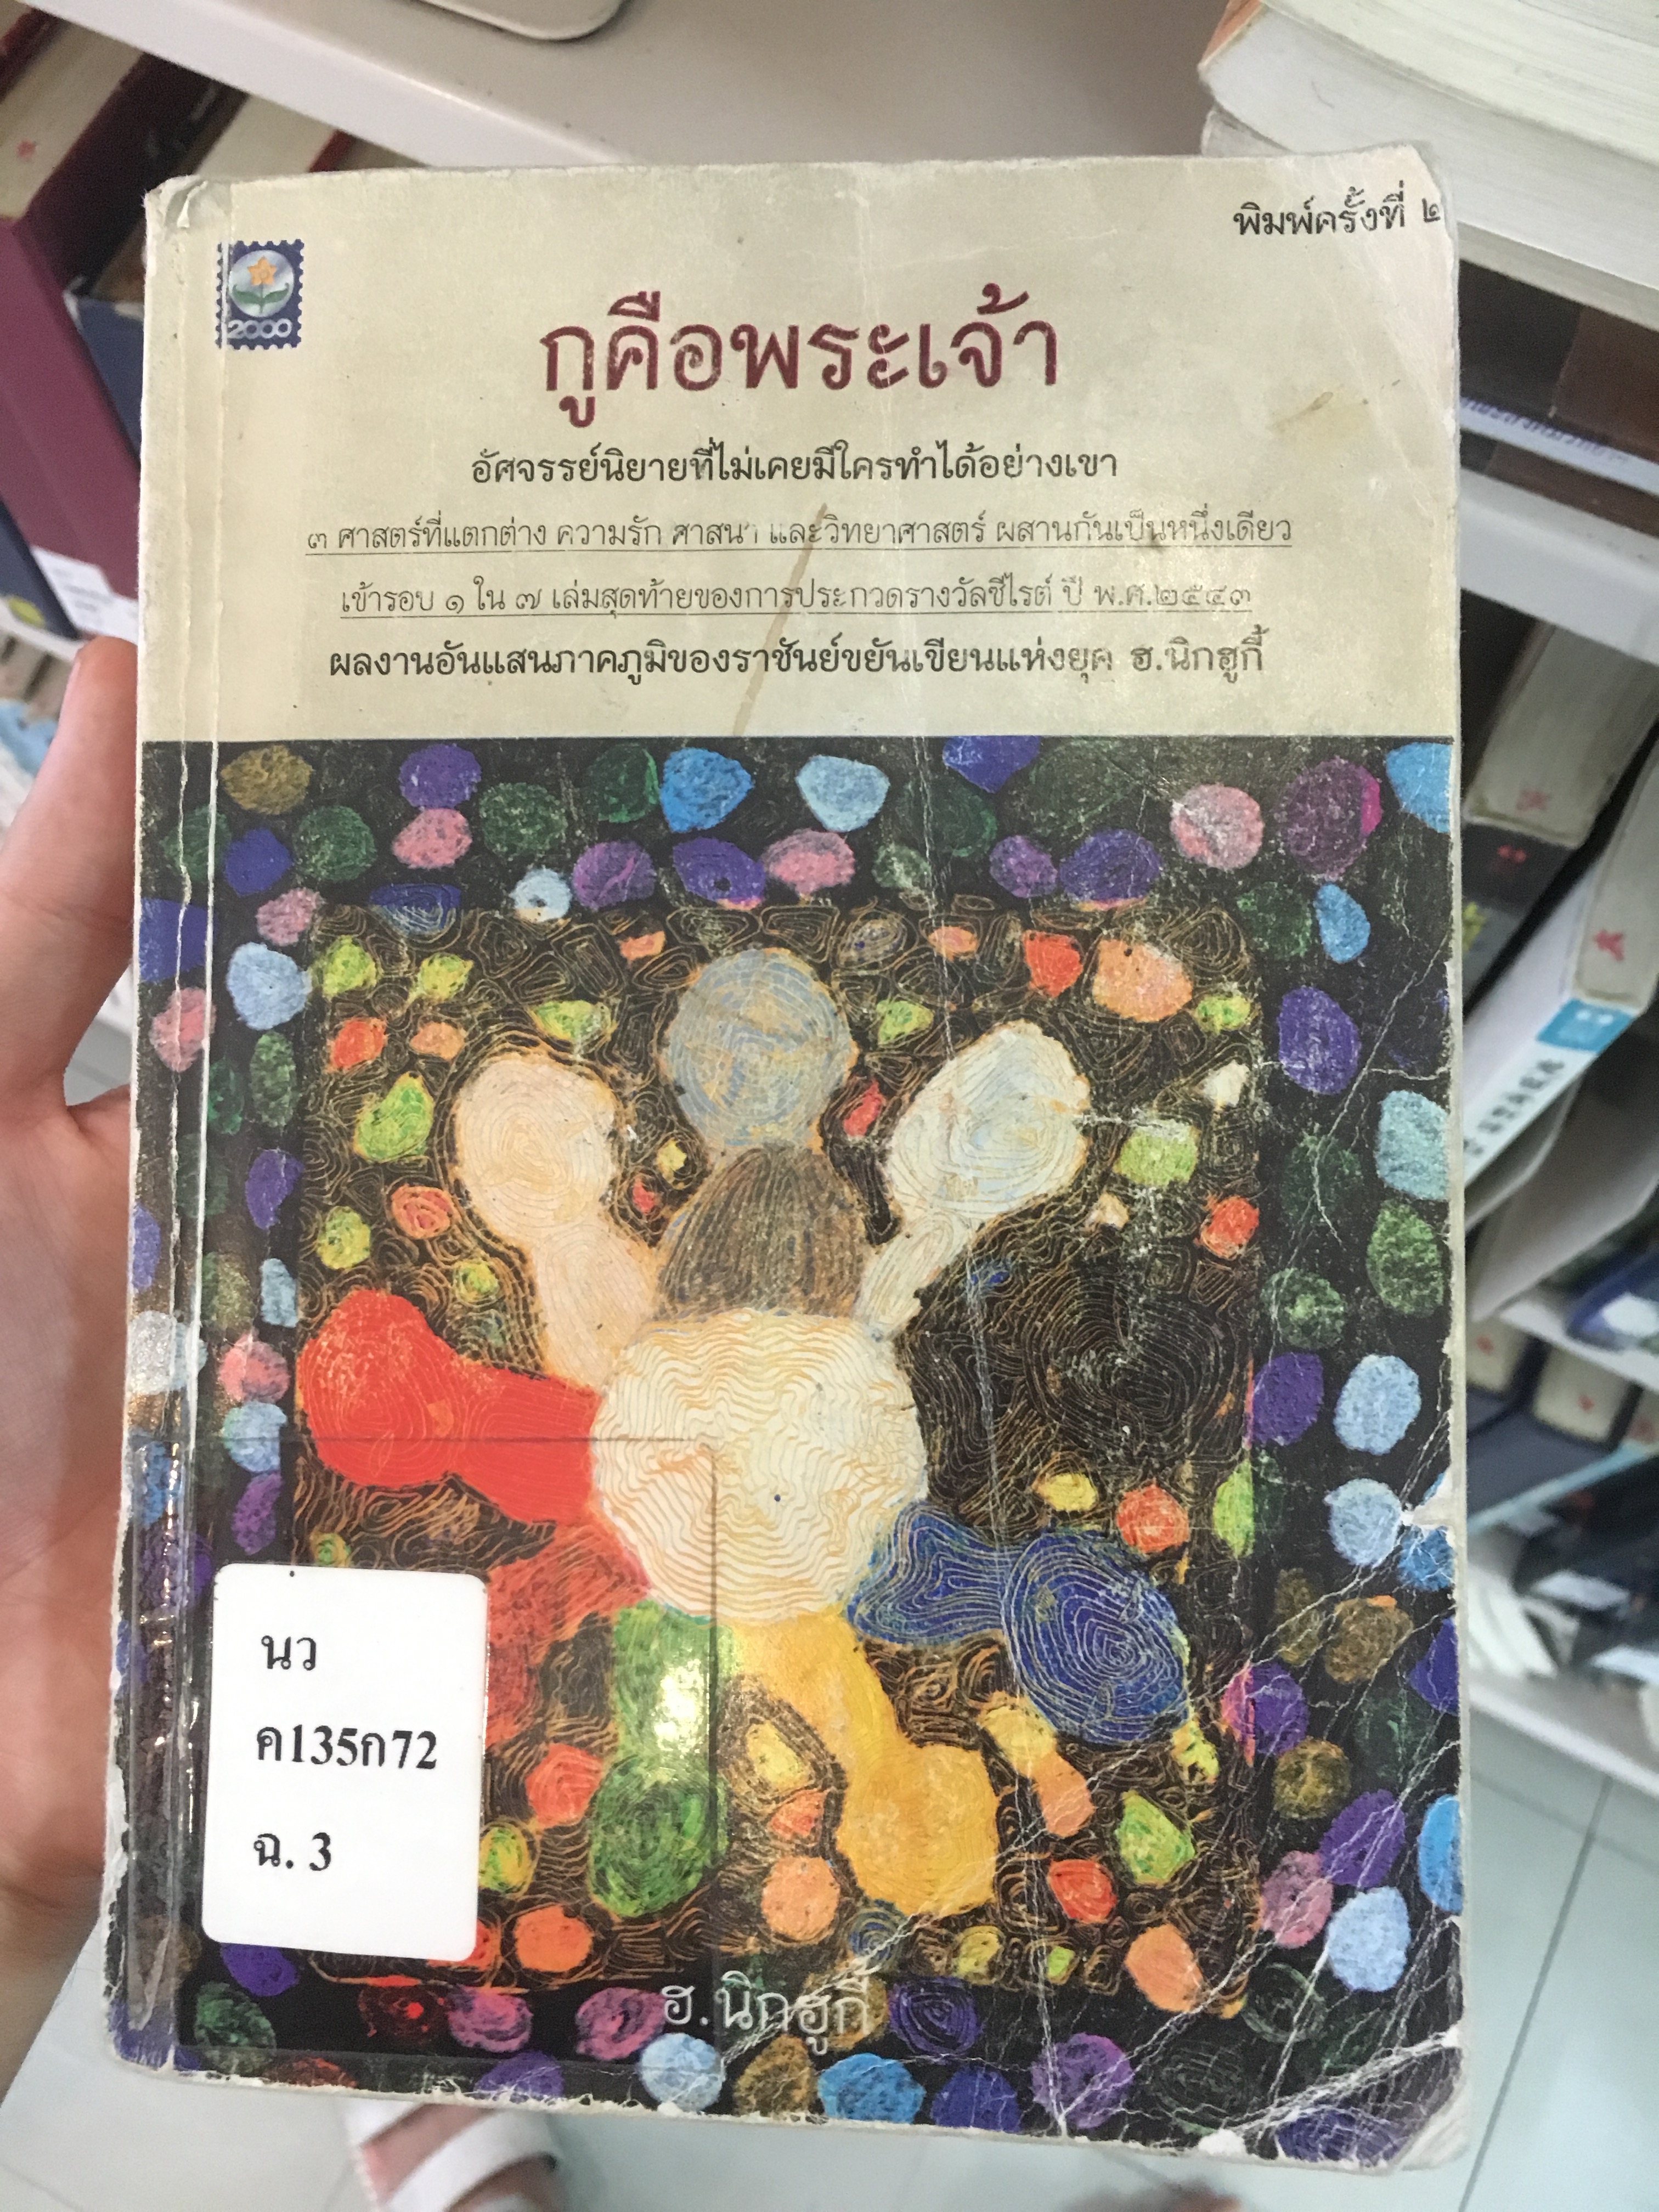 พิมพ์ครั้งที่ ๒
2000
กูคือพระเจ้า
อัศจรรย์นิยายที่ไม่เคยมีใครทำได้อย่างเขา
๓ ศาสตร์ที่แตกต่าง ความรัก ศาสนา และวิทยาศาสตร์ ผสานกันเป็นหนึ่งเดียว
เข้ารอบ ๑ ใน ๗ เล่มสุดท้ายของการประกวดรางวัลซีไรต์ ปี พ.ศ.๒๕๔๓
ผลงานอันแสนภาคภูมิของราชันย์ขยันเขียนแห่งยุค ฮ.นิกฮูกี้
นว
ค135ก72
ฉ. 3
ฮ.นิกฮูกี้